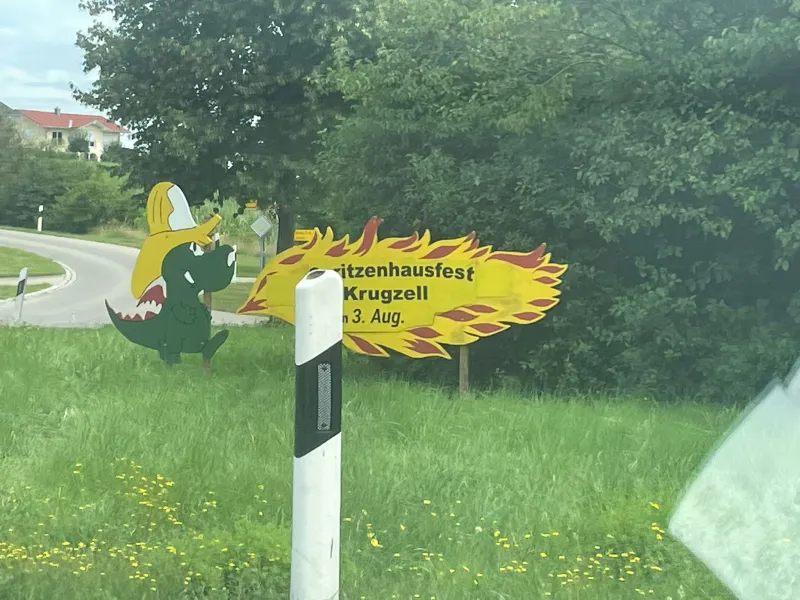 ritzenhausfest
Krugzell
3. Aug.